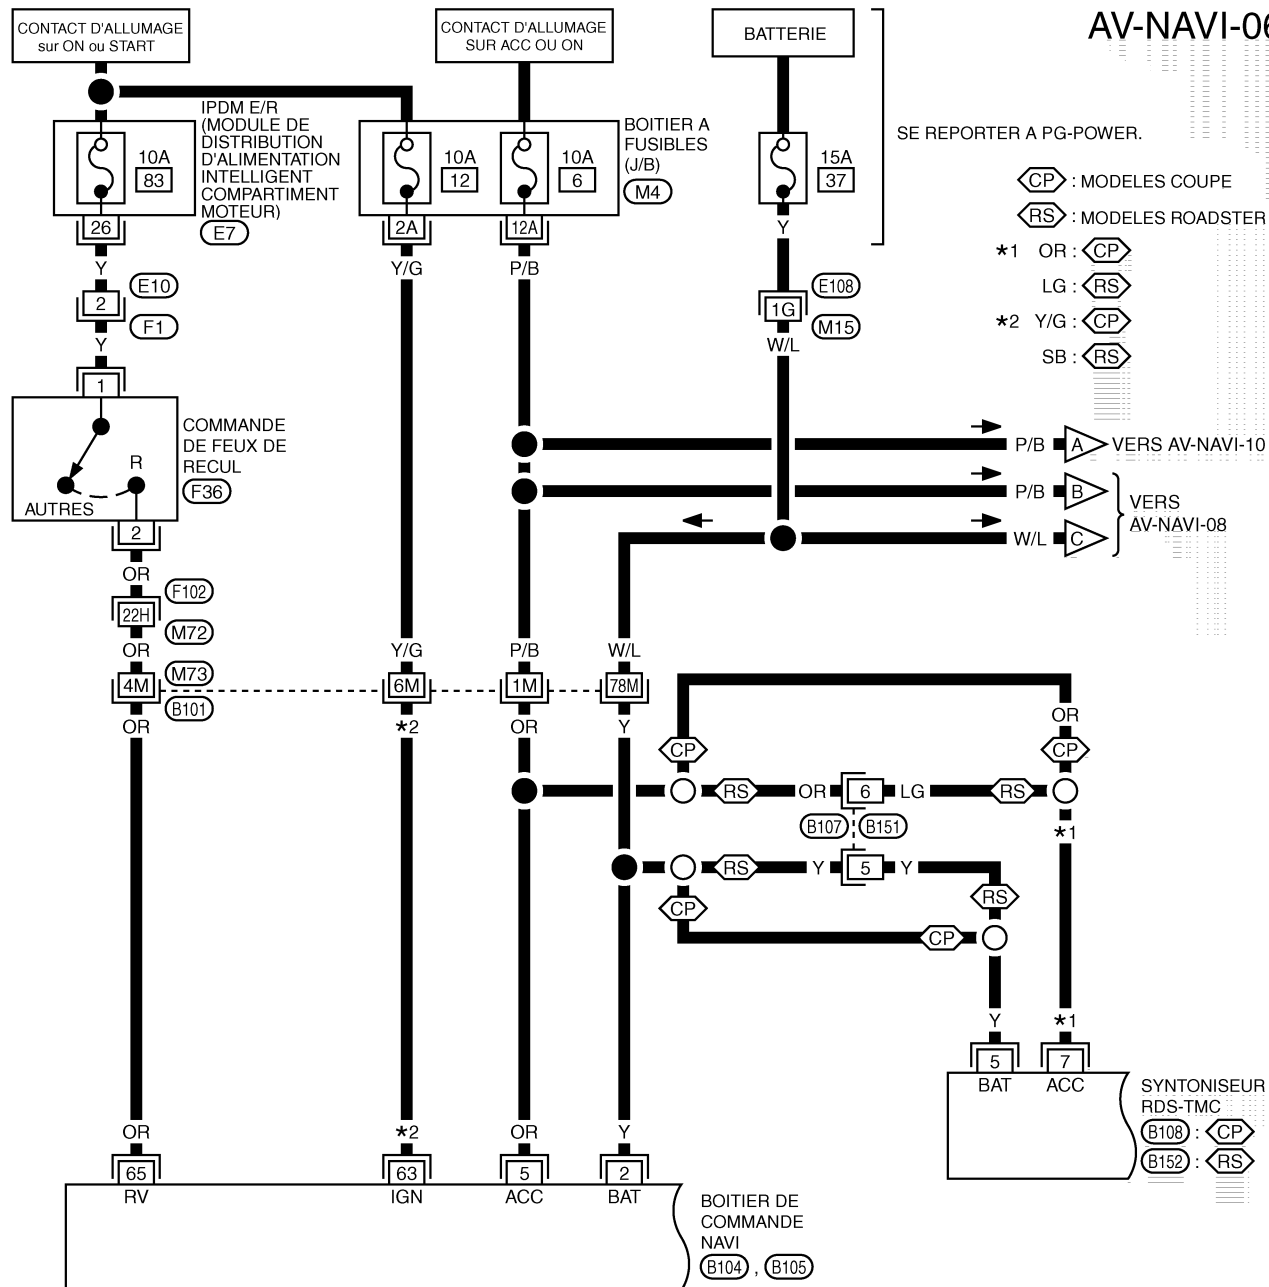 AV-NAVI-06
CONTACT D'ALLUMAGE
sur ON ou START
CONTACT D'ALLUMAGE
SUR ACC OU ON
BATTERIE
IPDM E/R
(MODULE DE
DISTRIBUTION
D'ALIMENTATION
INTELLIGENT
COMPARTIMENT
MOTEUR)
E7
10A
83
10A
12
10A
6
BOITIER A
FUSIBLES
(J/B)
M4
15A
37
SE REPORTER A PG-POWER.
CP : MODELES COUPE
RS : MODELES ROADSTER
*1 OR : CP
LG : RS
*2 Y/G : CP
SB : RS
26
2A
12A
Y
Y
Y/G
P/B
E10
2
F1
E108
1G
M15
Y
W/L
1
COMMANDE
DE FEUX DE
RECUL
F36
R
AUTRES
2
P/B A VERS AV-NAVI-10
P/B B
VERS
AV-NAVI-08
W/L C
OR
F102
22H
M72
OR
Y/G
P/B
W/L
M73
4M
6M
1M
78M
B101
OR
*2
OR
Y
OR
CP
CP
RS
OR
6
LG
RS
B107
B151
*1
RS
Y
5
Y
CP
RS
CP
Y
*1
5
7
BAT
ACC
SYNTONISEUR
RDS-TMC
B108 : CP
B152 : RS
OR
*2
OR
Y
65
63
5
2
RV
IGN
ACC
BAT
BOITIER DE
COMMANDE
NAVI
B104 , B105